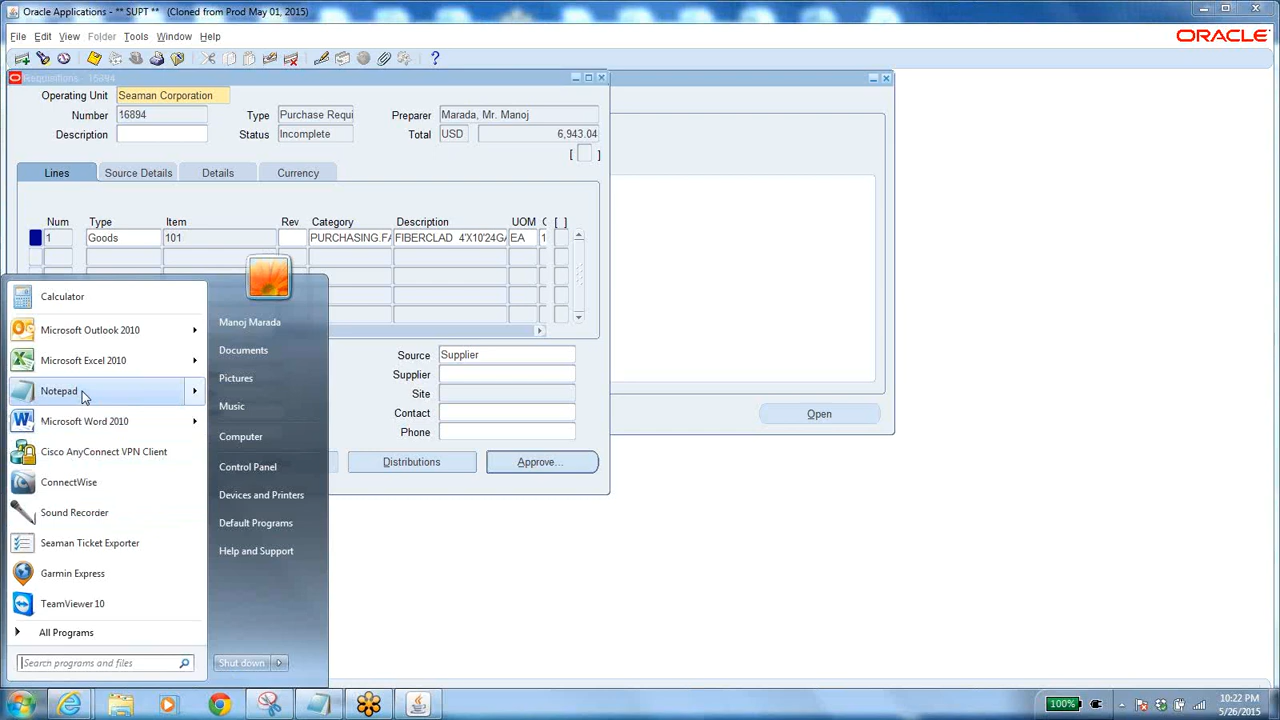 Oracle Applications - ** SUPT ** (Cloned from Prod May 01, 2015)
File Edit View Folder Tools Window Help
ORACLE
Requisitions - 16894
Operating Unit Seaman Corporation
Number 16894 Type Purchase Requi Preparer Marada, Mr. Manoj
Description Status Incomplete Total USD 6,943.04
[ ]
Lines Source Details Details Currency
Num Type Item Rev Category Description UOM [ ]
1 Goods 101 PURCHASING.FA FIBERCLAD 4'X10'24GA EA 1
Calculator
Microsoft Outlook 2010
Microsoft Excel 2010
Notepad
Microsoft Word 2010
Cisco AnyConnect VPN Client
ConnectWise
Sound Recorder
Seaman Ticket Exporter
Garmin Express
TeamViewer 10
All Programs
Search programs and files
Manoj Marada
Documents
Pictures
Music
Computer
Control Panel
Devices and Printers
Default Programs
Help and Support
Shut down
Source Supplier
Supplier
Site
Contact
Phone
Distributions Approve...
Open
100%
10:22 PM
5/26/2015